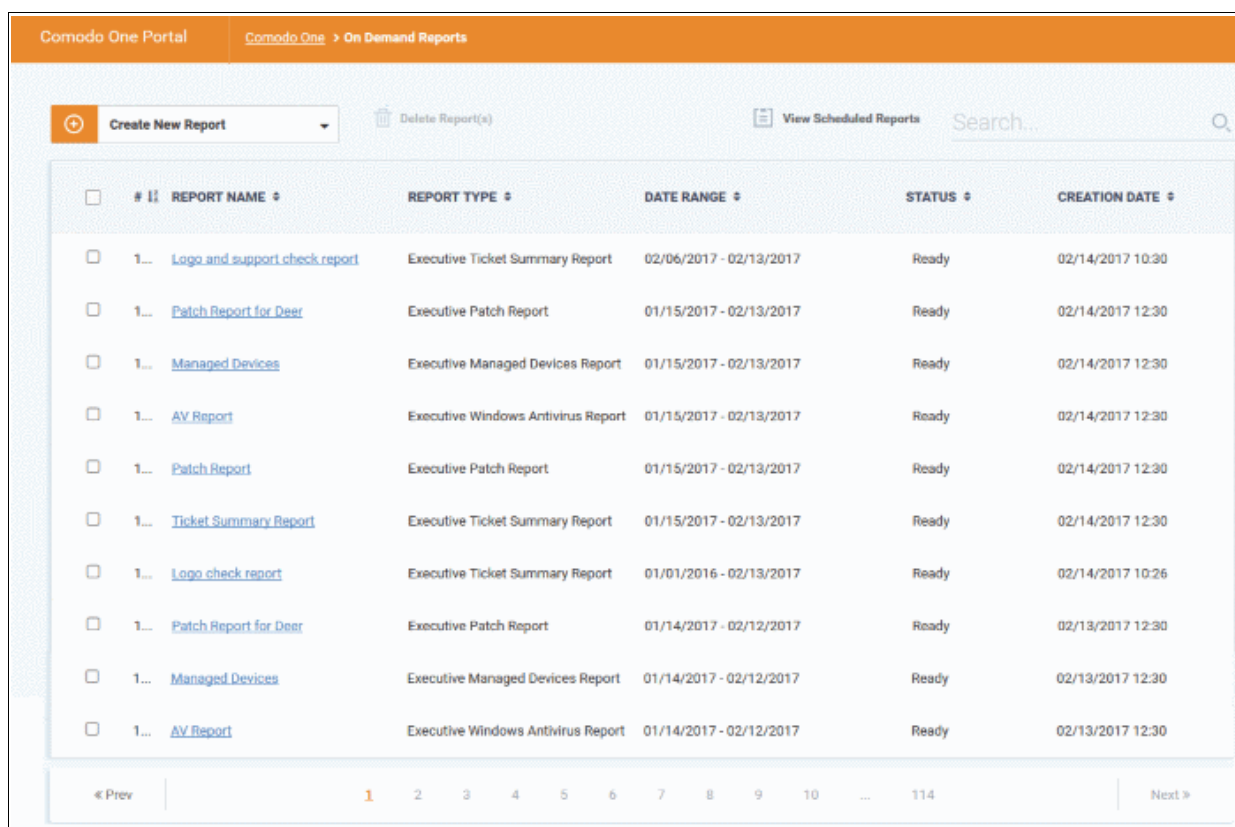 Comodo One Portal Comodo One > On Demand Reports
Create New Report Delete Report(s) View Scheduled Reports Search...
# REPORT NAME REPORT TYPE DATE RANGE STATUS CREATION DATE
1... Logo and support check report Executive Ticket Summary Report 02/06/2017 - 02/13/2017 Ready 02/14/2017 10:30
1... Patch Report for Deer Executive Patch Report 01/15/2017 - 02/13/2017 Ready 02/14/2017 12:30
1... Managed Devices Executive Managed Devices Report 01/15/2017 - 02/13/2017 Ready 02/14/2017 12:30
1... AV Report Executive Windows Antivirus Report 01/15/2017 - 02/13/2017 Ready 02/14/2017 12:30
1... Patch Report Executive Patch Report 01/15/2017 - 02/13/2017 Ready 02/14/2017 12:30
1... Ticket Summary Report Executive Ticket Summary Report 01/15/2017 - 02/13/2017 Ready 02/14/2017 12:30
1... Logo check report Executive Ticket Summary Report 01/01/2016 - 02/13/2017 Ready 02/14/2017 10:26
1... Patch Report for Deer Executive Patch Report 01/14/2017 - 02/12/2017 Ready 02/13/2017 12:30
1... Managed Devices Executive Managed Devices Report 01/14/2017 - 02/12/2017 Ready 02/13/2017 12:30
1... AV Report Executive Windows Antivirus Report 01/14/2017 - 02/12/2017 Ready 02/13/2017 12:30
« Prev 1 2 3 4 5 6 7 8 9 10 ... 114 Next »